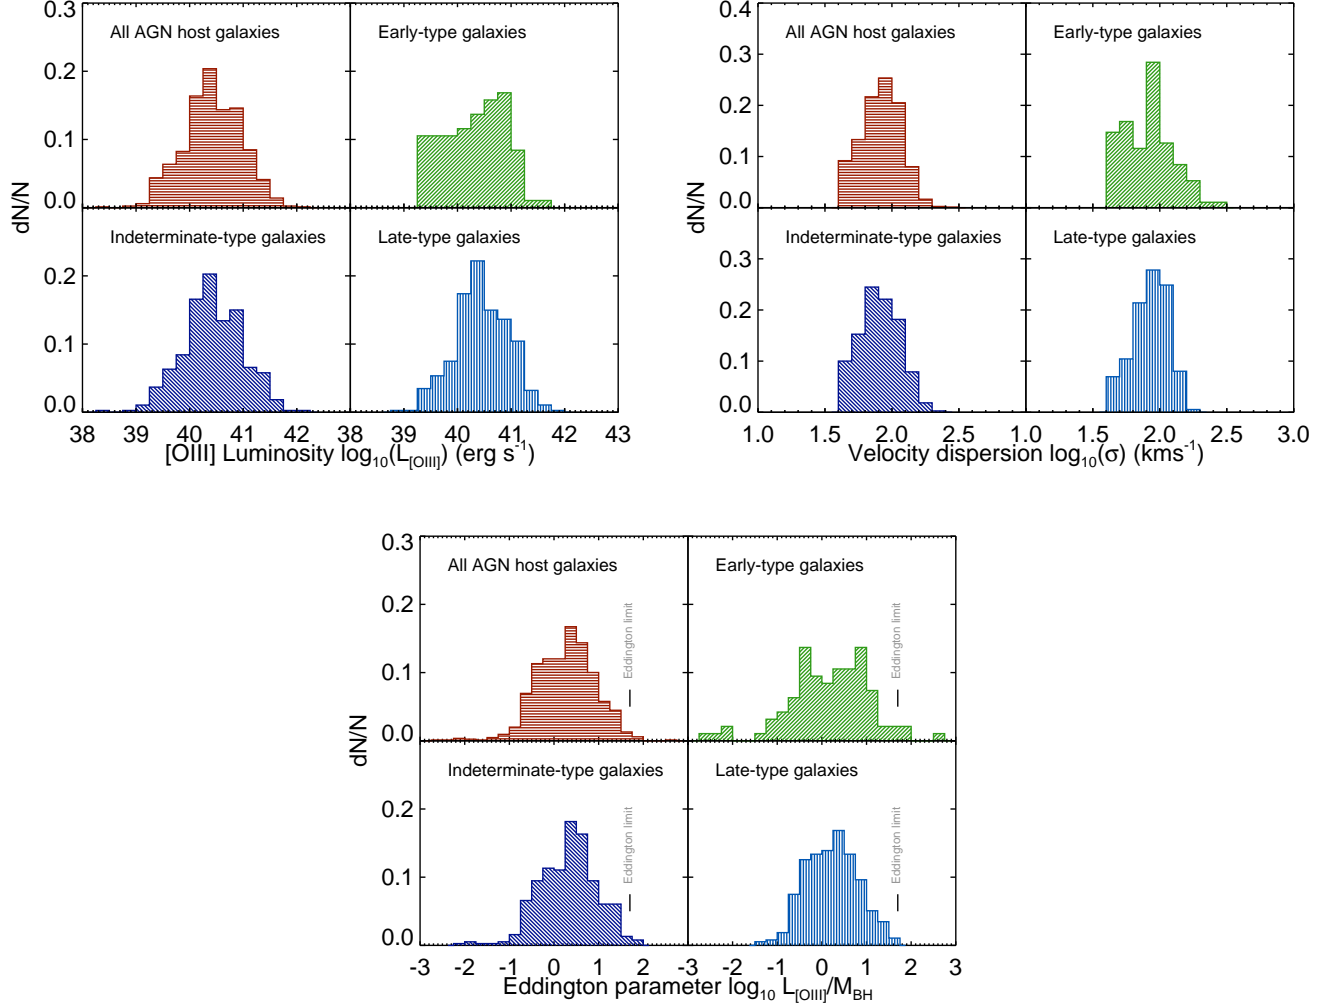 0.3
All AGN host galaxies
Early-type galaxies
0.2
0.1
0.0
dN/N
Indeterminate-type galaxies
Late-type galaxies
0.2
0.1
0.0
38 39 40 41 42 38 39 40 41 42 43
[OIII] Luminosity log10(L[OIII]) (erg s-1)
0.4
All AGN host galaxies
Early-type galaxies
0.3
0.2
0.1
0.0
dN/N
Indeterminate-type galaxies
Late-type galaxies
0.3
0.2
0.1
0.0
1.0 1.5 2.0 2.5 1.0 1.5 2.0 2.5 3.0
Velocity dispersion log10(σ) (kms-1)
0.3
All AGN host galaxies
Early-type galaxies
0.2
Eddington limit
Eddington limit
0.1
0.0
dN/N
Indeterminate-type galaxies
Late-type galaxies
0.2
Eddington limit
Eddington limit
0.1
0.0
-3 -2 -1 0 1 2 -3 -2 -1 0 1 2 3
Eddington parameter log10 L[OIII]/MBH